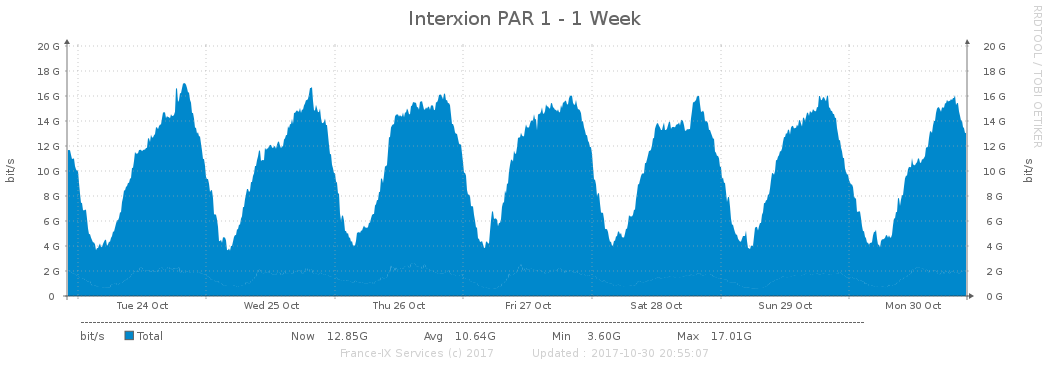 Interxion PAR 1 - 1 Week
RRDTOOL / TOBI OETIKER
20 G 20 G
18 G 18 G
16 G 16 G
14 G 14 G
12 G 12 G
10 G 10 G
8 G 8 G
6 G 6 G
4 G 4 G
2 G 2 G
0 0 G
bit/s
bit/s
Tue 24 Oct Wed 25 Oct Thu 26 Oct Fri 27 Oct Sat 28 Oct Sun 29 Oct Mon 30 Oct
bit/s Total Now 12.85G Avg 10.64G Min 3.60G Max 17.01G
France-IX Services (c) 2017 Updated : 2017-10-30 20:55:07